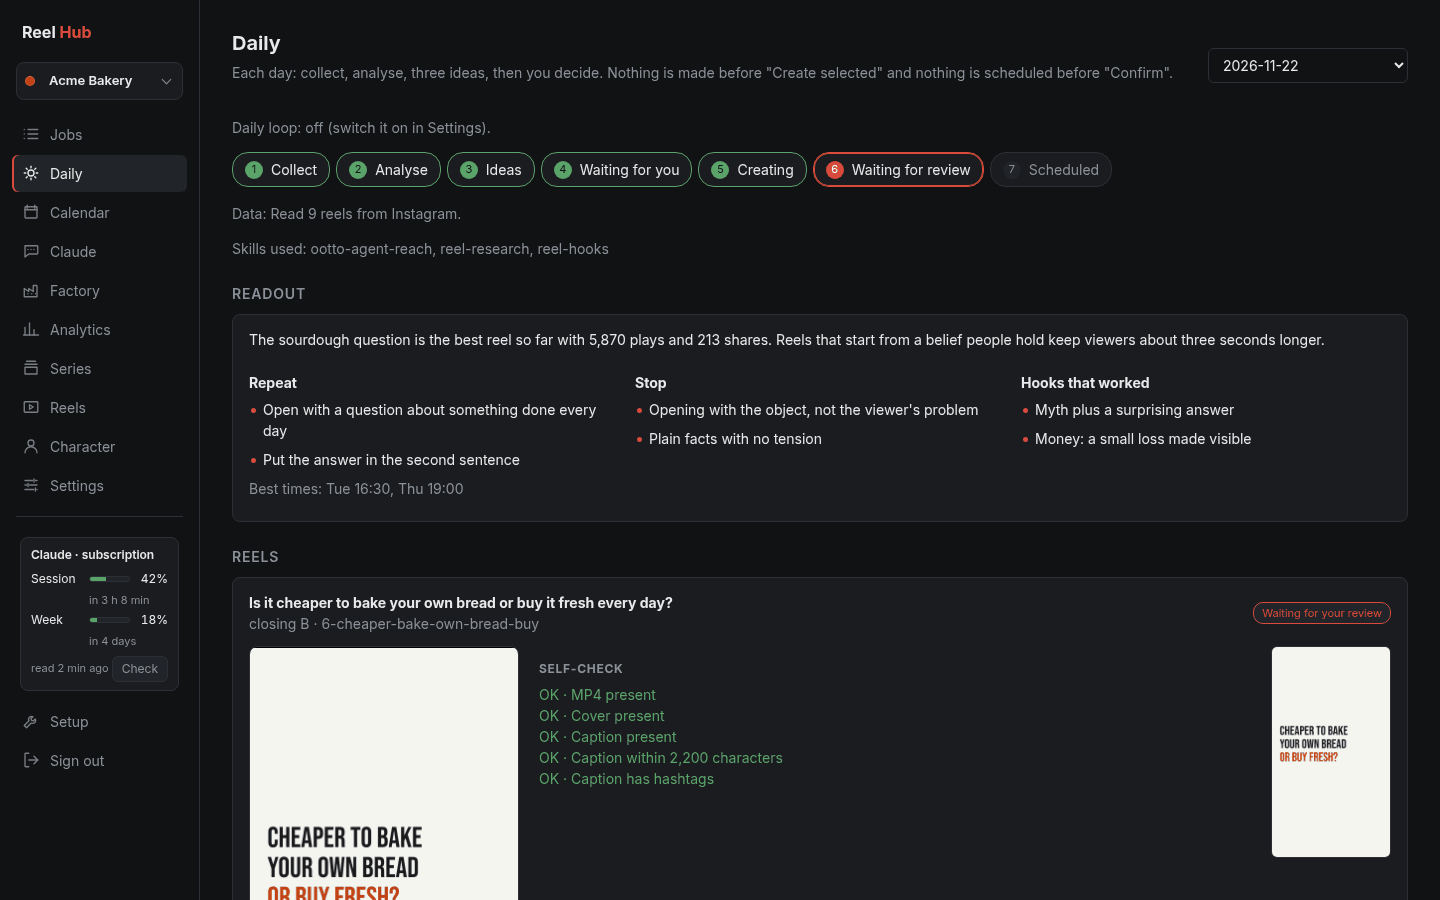 Reel Hub
Acme Bakery
Jobs
Daily
Calendar
Claude
Factory
Analytics
Series
Reels
Character
Settings
Claude · subscription
Session 42%
in 3 h 8 min
Week 18%
in 4 days
read 2 min ago Check
Setup
Sign out
Daily
Each day: collect, analyse, three ideas, then you decide. Nothing is made before "Create selected" and nothing is scheduled before "Confirm".
2026-11-22
Daily loop: off (switch it on in Settings).
1 Collect 2 Analyse 3 Ideas 4 Waiting for you 5 Creating 6 Waiting for review 7 Scheduled
Data: Read 9 reels from Instagram.
Skills used: ootto-agent-reach, reel-research, reel-hooks
READOUT
The sourdough question is the best reel so far with 5,870 plays and 213 shares. Reels that start from a belief people hold keep viewers about three seconds longer.
Repeat
Open with a question about something done every
day
Put the answer in the second sentence
Stop
Opening with the object, not the viewer's problem
Plain facts with no tension
Hooks that worked
Myth plus a surprising answer
Money: a small loss made visible
Best times: Tue 16:30, Thu 19:00
REELS
Is it cheaper to bake your own bread or buy it fresh every day?
closing B · 6-cheaper-bake-own-bread-buy
Waiting for your review
CHEAPER TO BAKE
YOUR OWN BREAD
OR BUY FRESH?
SELF-CHECK
OK · MP4 present
OK · Cover present
OK · Caption present
OK · Caption within 2,200 characters
OK · Caption has hashtags
CHEAPER TO BAKE
YOUR OWN BREAD
OR BUY FRESH?